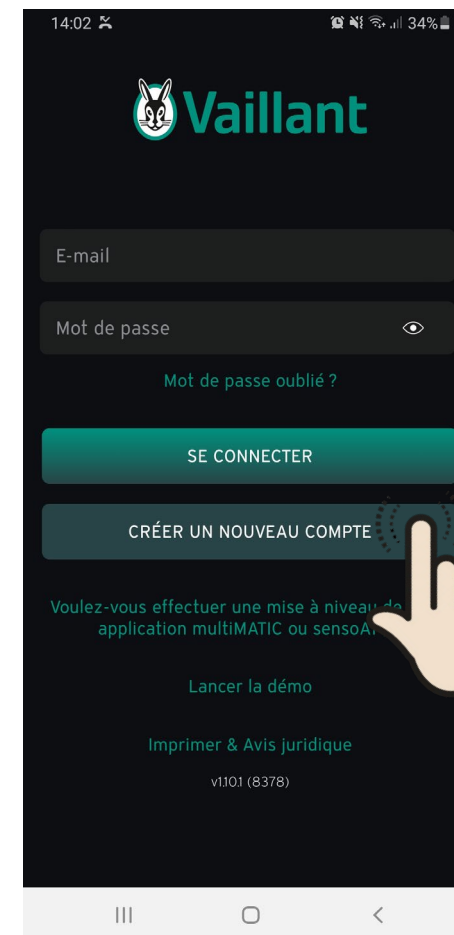 14:02 34%
Vaillant
E-mail
Mot de passe
Mot de passe oublié ?
SE CONNECTER
CRÉER UN NOUVEAU COMPTE
Voulez-vous effectuer une mise à niveau de
application multiMATIC ou
Lancer la démo
Imprimer & Avis juridique
v1.10.1 (8378)